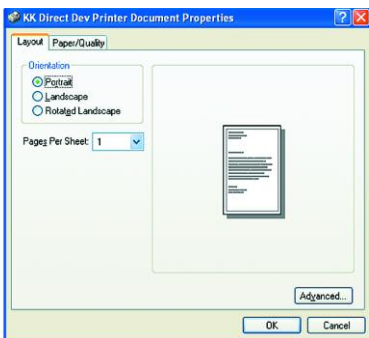 KK Direct Dev Printer Document Properties
Layout Paper/Quality
Orientation
Portrait
Landscape
Rotated Landscape
Pages Per Sheet: 1
Advanced...
OK Cancel